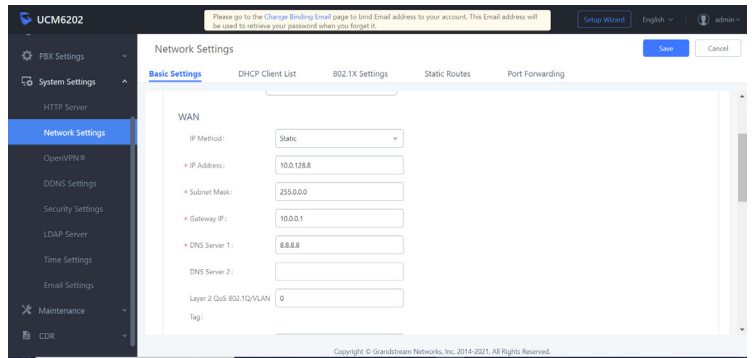 UCM6202
Please go to the Change Binding Email page to bind Email address to your account. This Email address will
be used to retrieve your password when you forget it.
Setup Wizard
English
admin
PBX Settings
System Settings
HTTP Server
Network Settings
OpenVPN®
DDNS Settings
Security Settings
LDAP Server
Time Settings
Email Settings
Maintenance
CDR
Network Settings
Save
Cancel
Basic Settings
DHCP Client List
802.1X Settings
Static Routes
Port Forwarding
WAN
IP Method:
Static
* IP Address:
10.0.128.8
* Subnet Mask:
255.0.0.0
* Gateway IP:
10.0.0.1
* DNS Server 1:
8.8.8.8
DNS Server 2:
Layer 2 QoS 802.1Q/VLAN
Tag:
0
Copyright © Grandstream Networks, Inc. 2014-2021. All Rights Reserved.